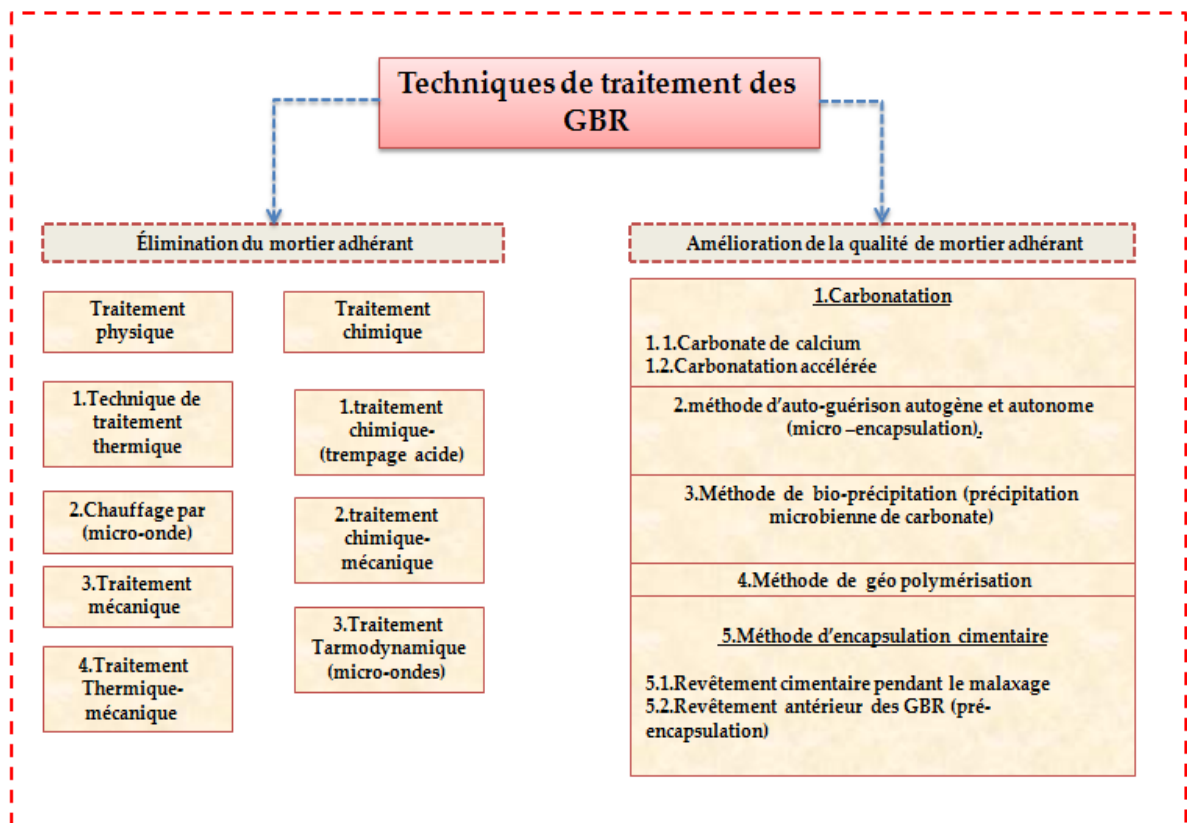 Techniques de traitement des
GBR
Élimination du mortier adhérant
Traitement
physique
1.Technique de
traitement
thermique
2.Chauffage par
(micro-onde)
3.Traitement
mécanique
4.Traitement
Thermique-
mécanique
Traitement
chimique
1.traitement
chimique-
(trempage acide)
2.traitement
chimique-
mécanique
3.Traitement
Tarmodynamique
(micro-ondes)
Amélioration de la qualité de mortier adhérant
1.Carbonatation
1. 1.Carbonate de calcium
1.2.Carbonatation accélérée
2.méthode d'auto-guérison autogène et autonome
(micro –encapsulation).
3.Méthode de bio-précipitation (précipitation
microbienne de carbonate)
4.Méthode de géo polymérisation
5.Méthode d'encapsulation cimentaire
5.1.Revêtement cimentaire pendant le malaxage
5.2.Revêtement antérieur des GBR (pré-
encapsulation)